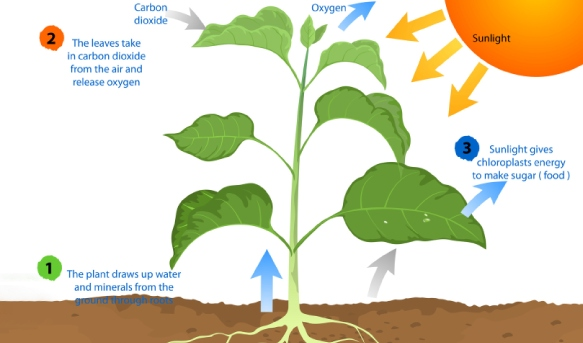 Carbon
dioxide
Oxygen
Sunlight
2
The leaves take
in carbon dioxide
from the air and
release oxygen
3
Sunlight gives
chloroplasts energy
to make sugar ( food )
1
The plant draws up water
and minerals from the
ground through roots